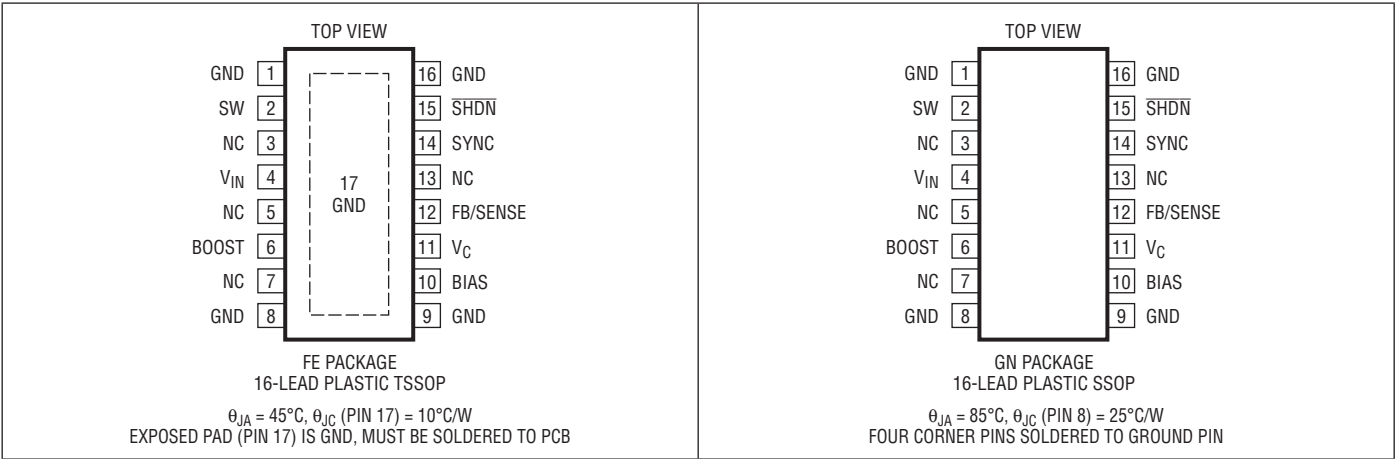 TOP VIEW
GND 1
SW 2
NC 3
VIN 4
NC 5
BOOST 6
NC 7
GND 8
16 GND
15 SHDN
14 SYNC
13 NC
12 FB/SENSE
11 VC
10 BIAS
9 GND
17
GND
FE PACKAGE
16-LEAD PLASTIC TSSOP
θJA = 45°C, θJC (PIN 17) = 10°C/W
EXPOSED PAD (PIN 17) IS GND, MUST BE SOLDERED TO PCB
TOP VIEW
GND 1
SW 2
NC 3
VIN 4
NC 5
BOOST 6
NC 7
GND 8
16 GND
15 SHDN
14 SYNC
13 NC
12 FB/SENSE
11 VC
10 BIAS
9 GND
GN PACKAGE
16-LEAD PLASTIC SSOP
θJA = 85°C, θJC (PIN 8) = 25°C/W
FOUR CORNER PINS SOLDERED TO GROUND PIN